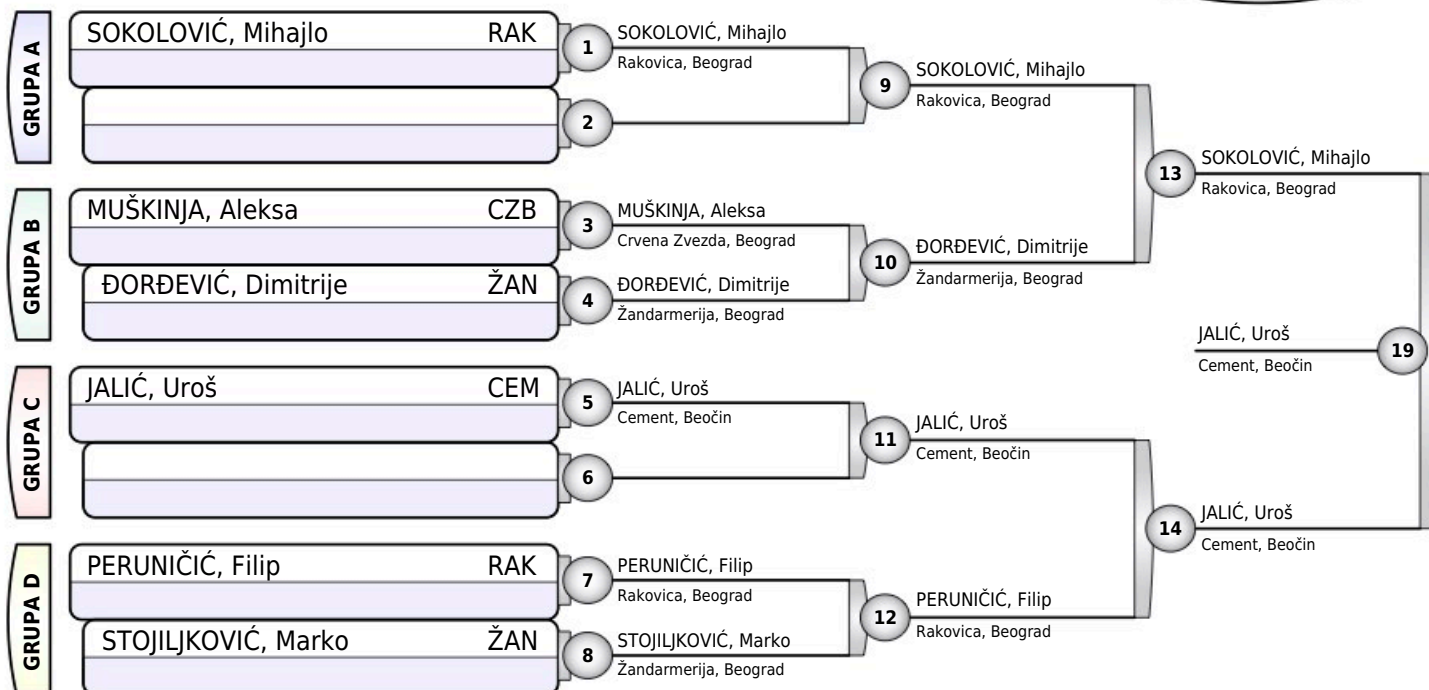 GRUPA A
SOKOLOVIĆ, Mihajlo RAK
1
SOKOLOVIĆ, Mihajlo
Rakovica, Beograd
2
9
SOKOLOVIĆ, Mihajlo
Rakovica, Beograd
GRUPA B
MUŠKINJA, Aleksa CZB
3
MUŠKINJA, Aleksa
Crvena Zvezda, Beograd
ĐORĐEVIĆ, Dimitrije ŽAN
4
ĐORĐEVIĆ, Dimitrije
Žandarmerija, Beograd
10
ĐORĐEVIĆ, Dimitrije
Žandarmerija, Beograd
13
SOKOLOVIĆ, Mihajlo
Rakovica, Beograd
JALIĆ, Uroš
Cement, Beočin
19
GRUPA C
JALIĆ, Uroš CEM
5
JALIĆ, Uroš
Cement, Beočin
6
11
JALIĆ, Uroš
Cement, Beočin
GRUPA D
PERUNIČIĆ, Filip RAK
7
PERUNIČIĆ, Filip
Rakovica, Beograd
STOJILJKOVIĆ, Marko ŽAN
8
STOJILJKOVIĆ, Marko
Žandarmerija, Beograd
12
PERUNIČIĆ, Filip
Rakovica, Beograd
14
JALIĆ, Uroš
Cement, Beočin